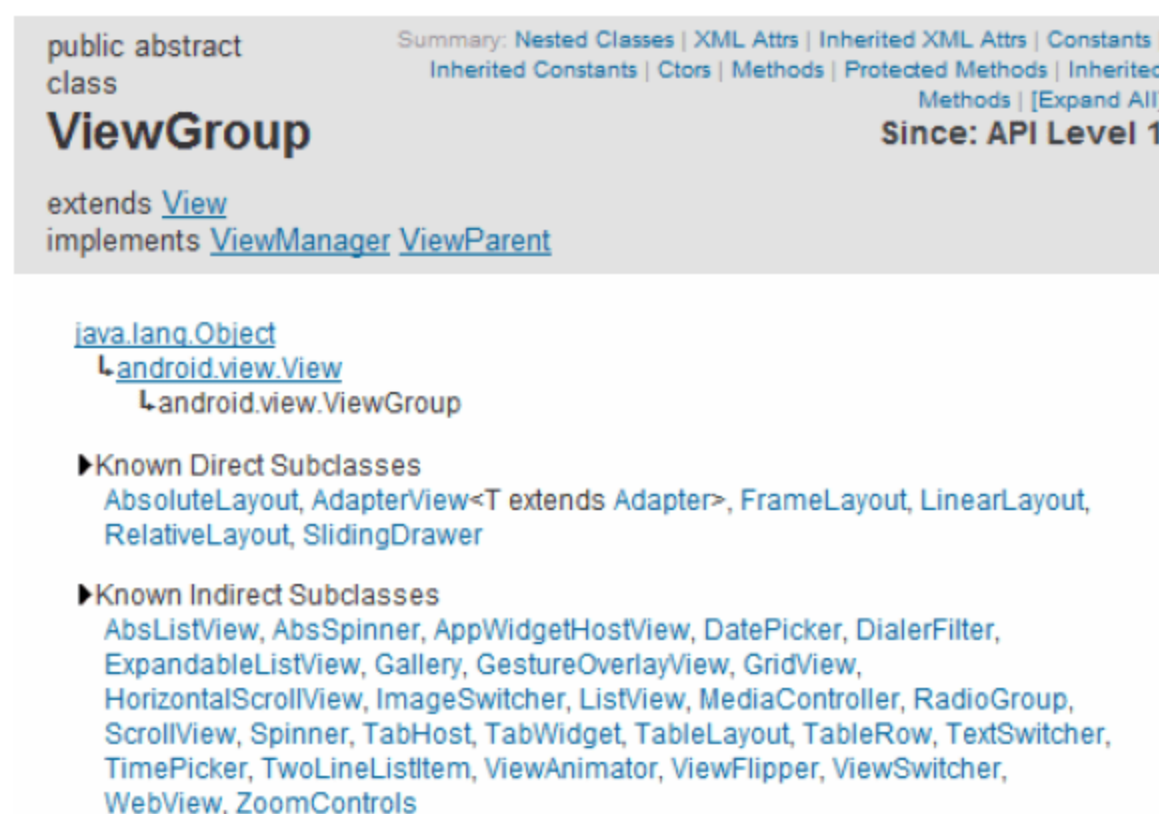 public abstract
class
ViewGroup
Summary: Nested Classes | XML Attrs | Inherited XML Attrs | Constants |
Inherited Constants | Ctors | Methods | Protected Methods | Inherited
Methods | [Expand All]
Since: API Level 1
extends View
implements ViewManager ViewParent
java.lang.Object
↳android.view.View
↳android.view.ViewGroup
▶Known Direct Subclasses
AbsoluteLayout, AdapterView<T extends Adapter>, FrameLayout, LinearLayout,
RelativeLayout, SlidingDrawer
▶Known Indirect Subclasses
AbsListView, AbsSpinner, AppWidgetHostView, DatePicker, DialerFilter,
ExpandableListView, Gallery, GestureOverlayView, GridView,
HorizontalScrollView, ImageSwitcher, ListView, MediaController, RadioGroup,
ScrollView, Spinner, TabHost, TabWidget, TableLayout, TableRow, TextSwitcher,
TimePicker, TwoLineListItem, ViewAnimator, ViewFlipper, ViewSwitcher,
WebView, ZoomControls